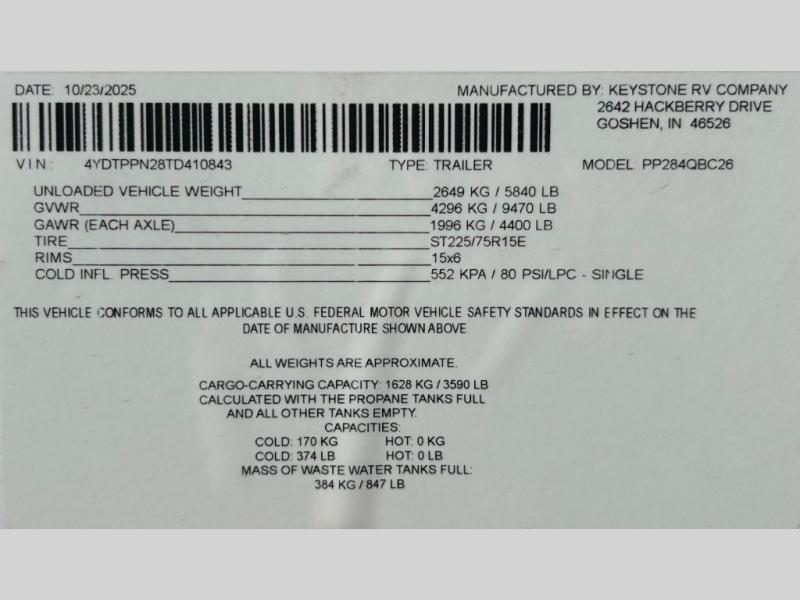 DATE: 10/23/2025
MANUFACTURED BY: KEYSTONE RV COMPANY
2642 HACKBERRY DRIVE
GOSHEN, IN 46526
VIN: 4YDTPPN28TD410843 TYPE: TRAILER MODEL: PP284QBC26
UNLOADED VEHICLE WEIGHT 2649 KG / 5840 LB
GVWR 4296 KG / 9470 LB
GAWR (EACH AXLE) 1996 KG / 4400 LB
TIRE ST225/75R15E
RIMS 15x6
COLD INFL. PRESS 552 KPA / 80 PSI/LPC - SINGLE
THIS VEHICLE CONFORMS TO ALL APPLICABLE U.S. FEDERAL MOTOR VEHICLE SAFETY STANDARDS IN EFFECT ON THE
DATE OF MANUFACTURE SHOWN ABOVE
ALL WEIGHTS ARE APPROXIMATE.
CARGO-CARRYING CAPACITY: 1628 KG / 3590 LB
CALCULATED WITH THE PROPANE TANKS FULL
AND ALL OTHER TANKS EMPTY.
CAPACITIES:
COLD: 170 KG HOT: 0 KG
COLD: 374 LB HOT: 0 LB
MASS OF WASTE WATER TANKS FULL:
384 KG / 847 LB